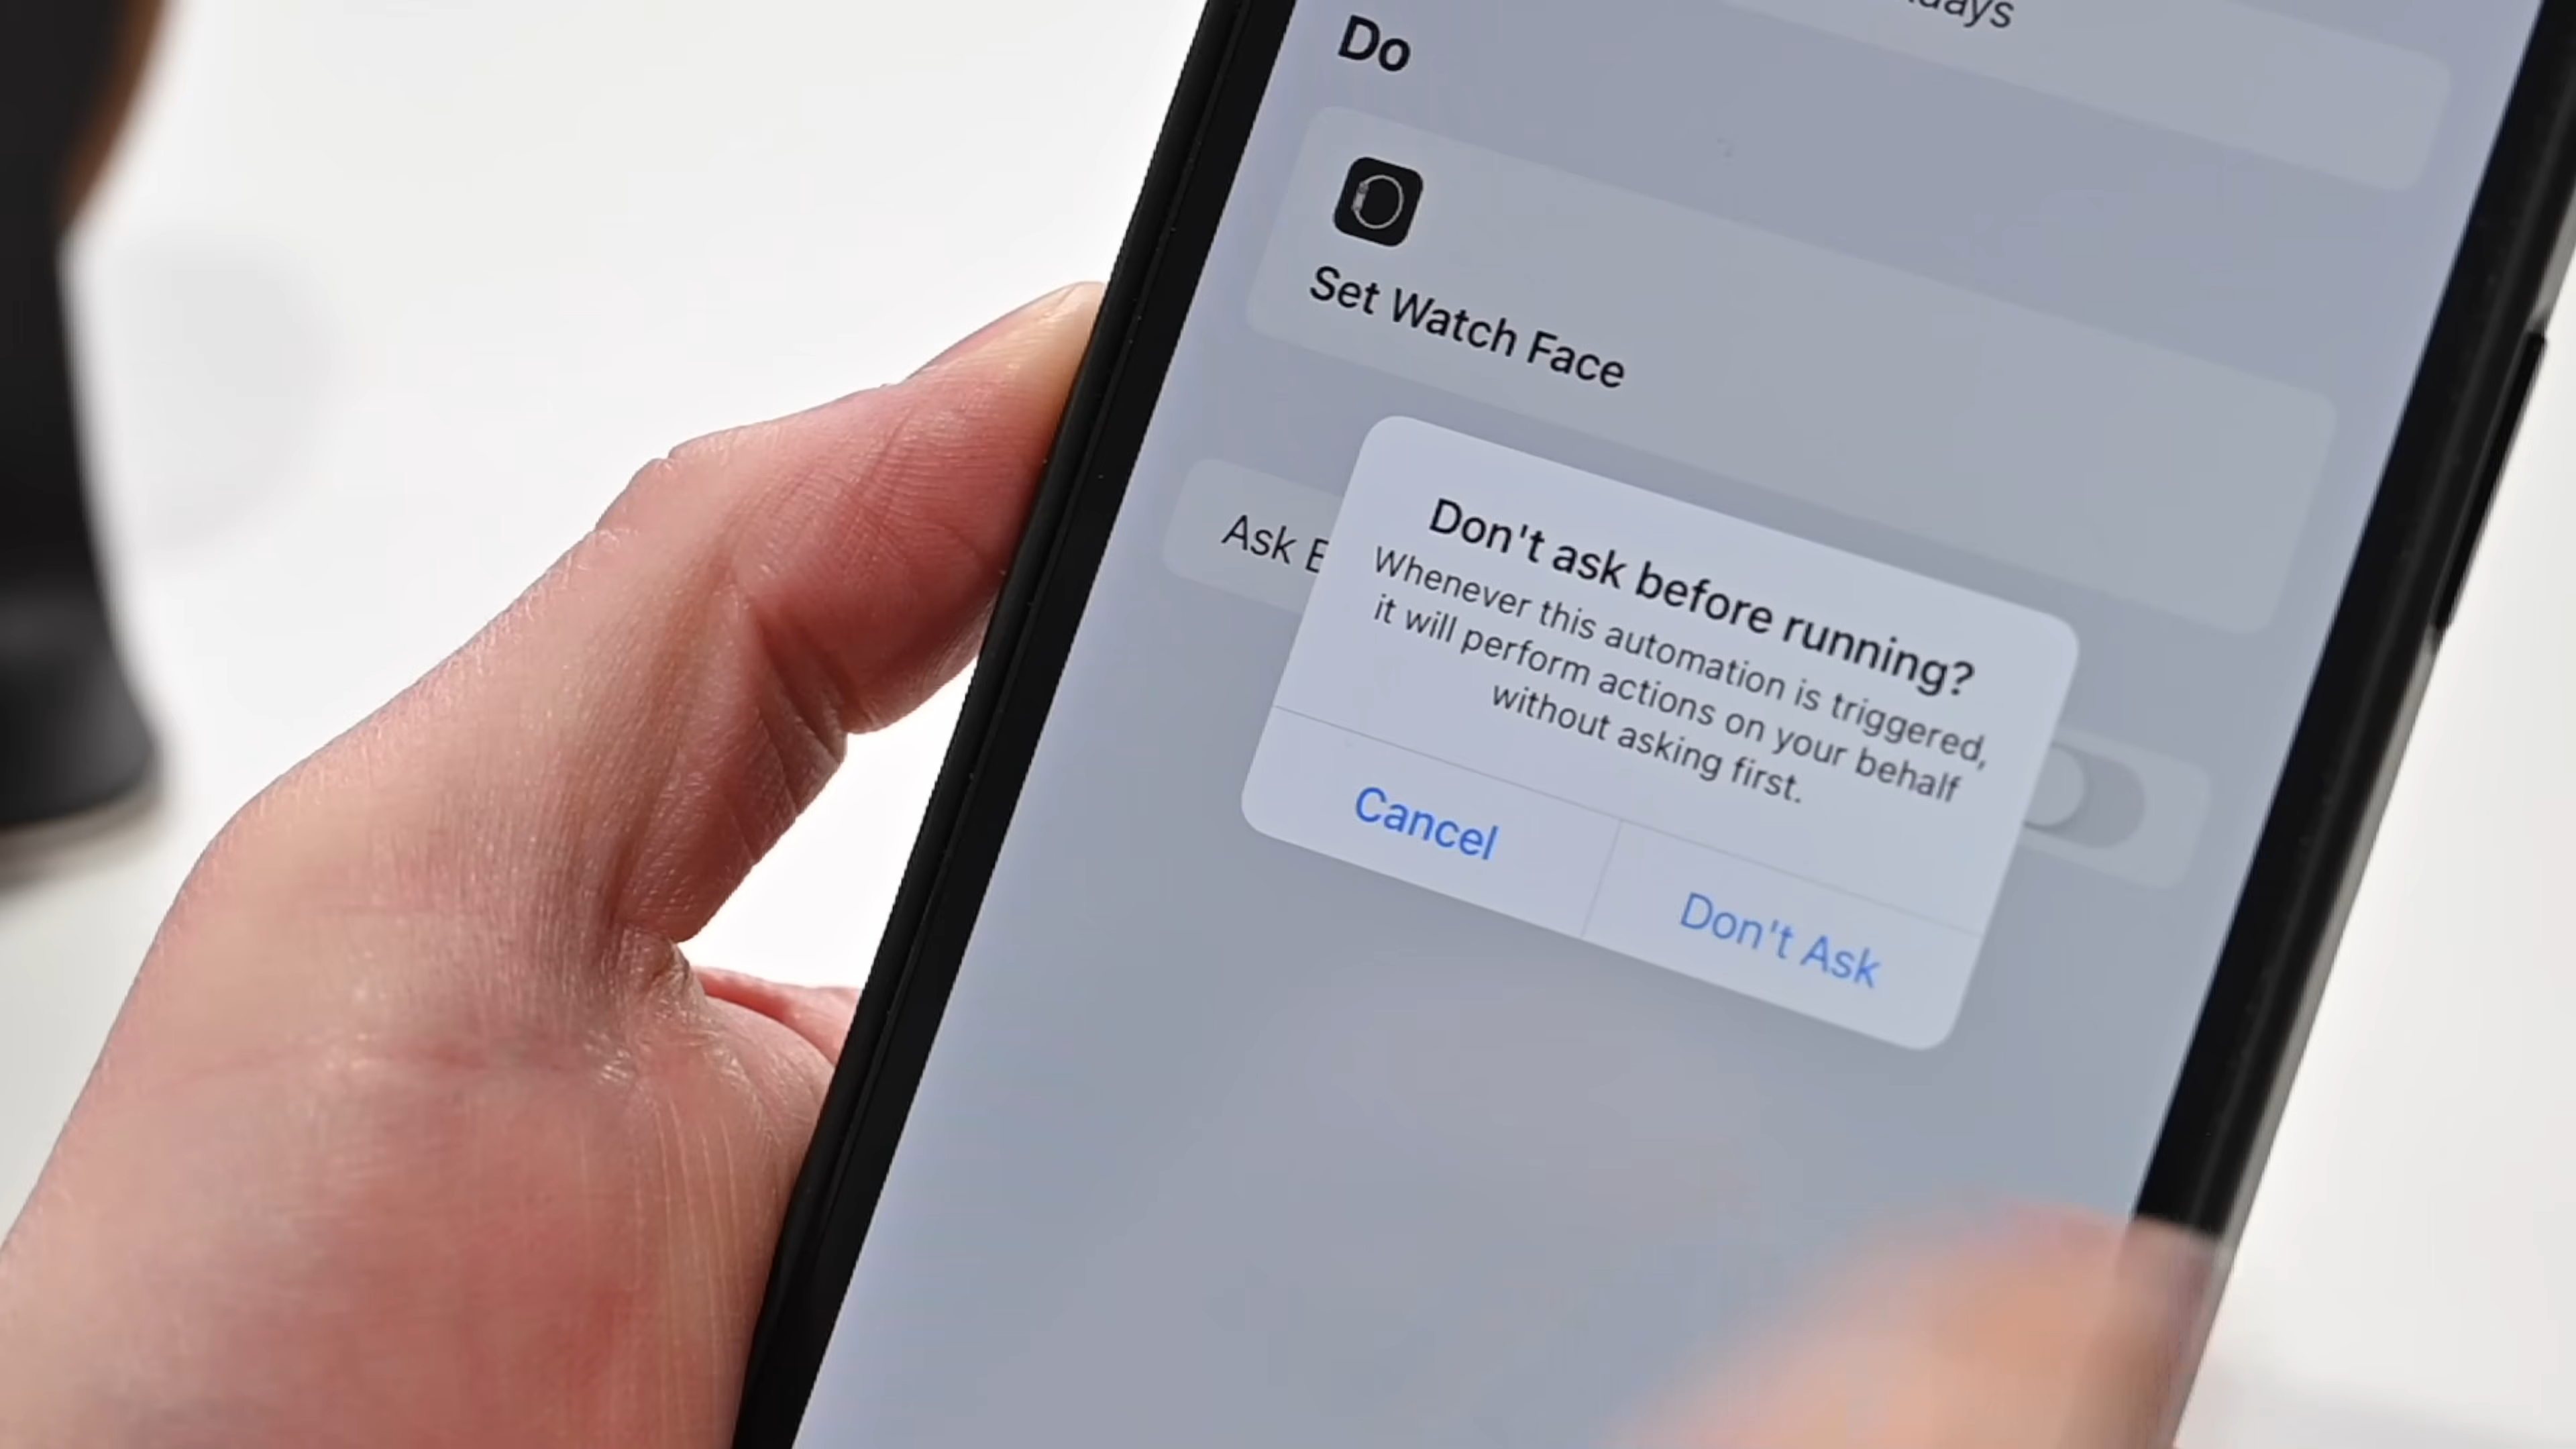 Do
Set Watch Face
Ask
Don't ask before running?
Whenever this automation is triggered,
it will perform actions on your behalf
without asking first.
Cancel
Don't Ask